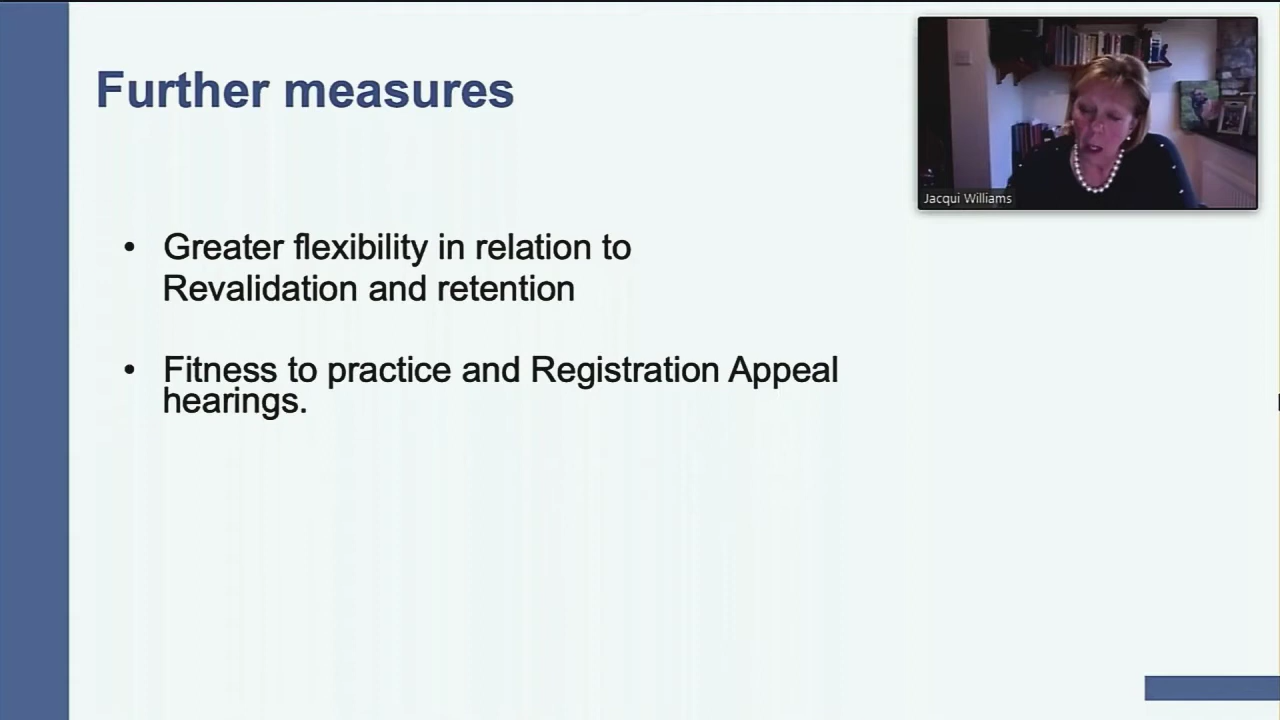 Further measures
Jacqui Williams
• Greater flexibility in relation to
Revalidation and retention
• Fitness to practice and Registration Appeal
hearings.